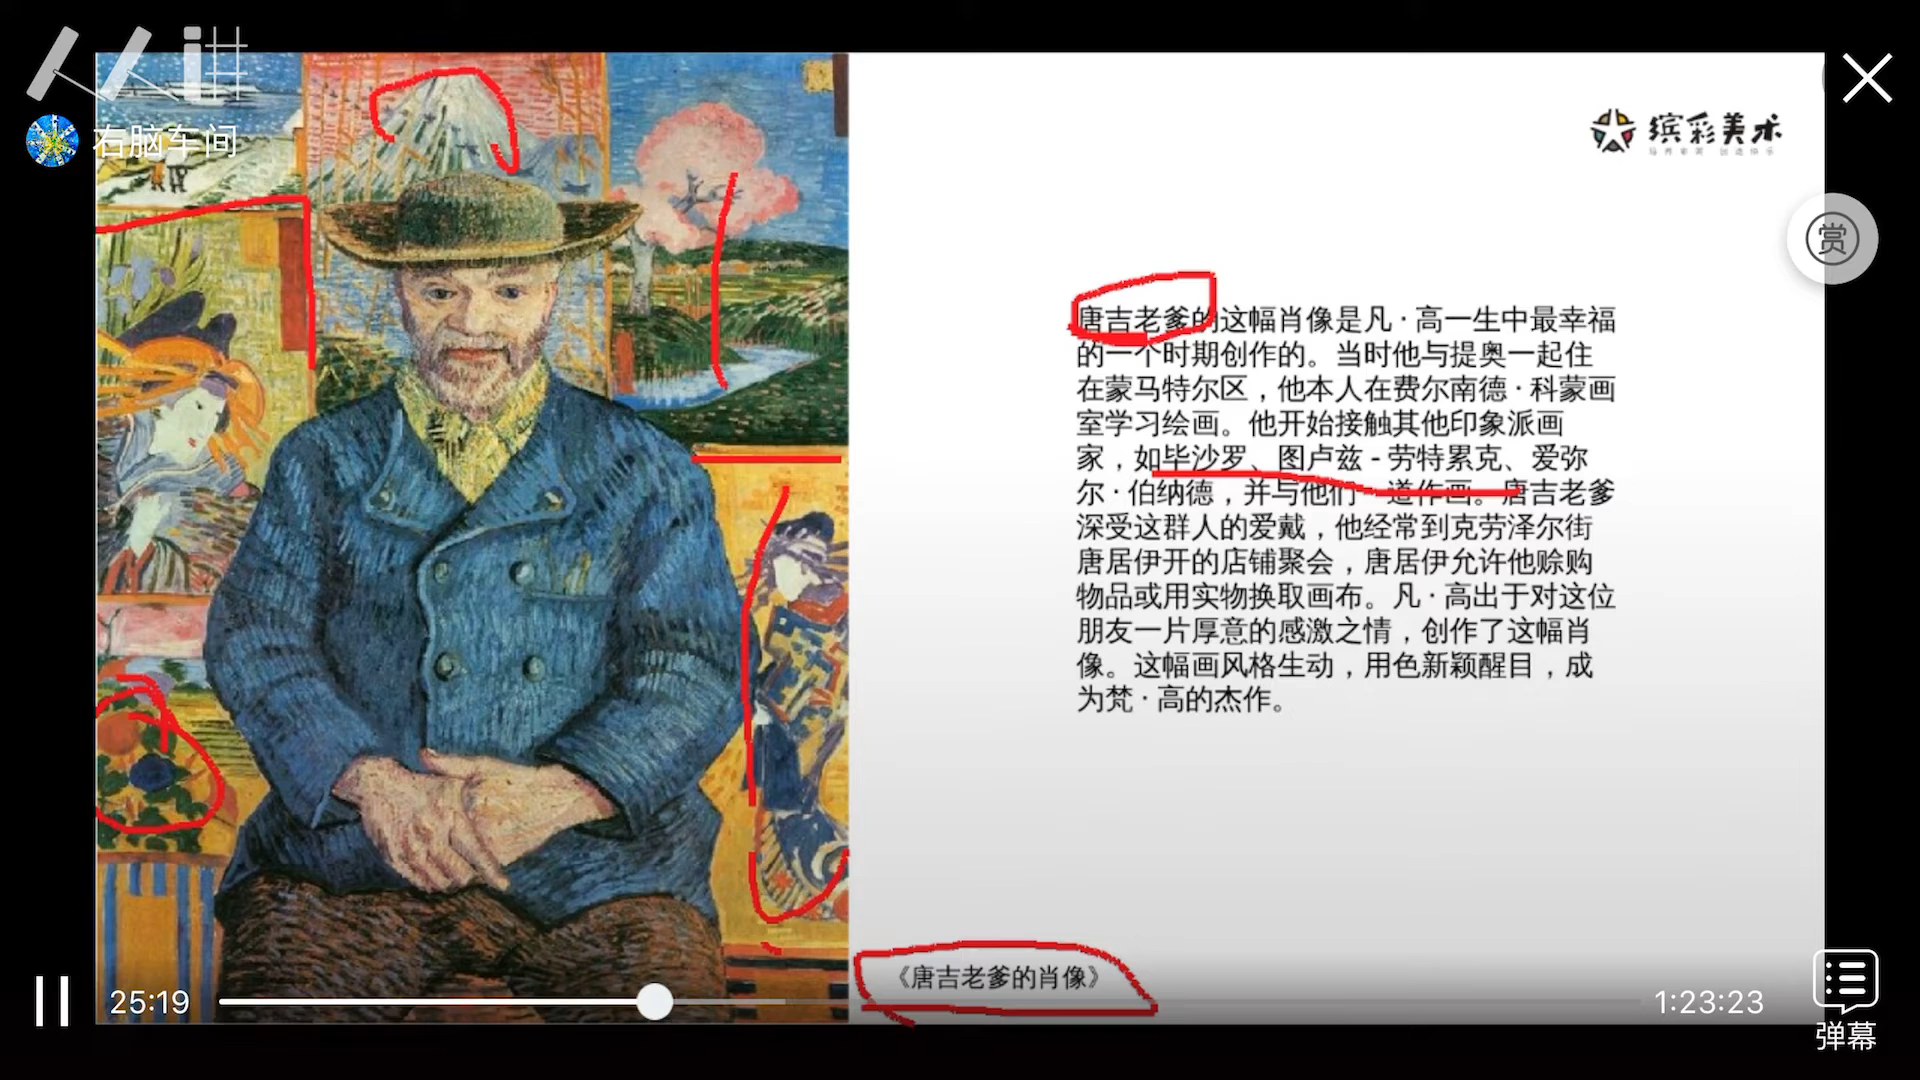 人人讲
右脑车间
缤彩美术
赏
唐吉老爹的这幅肖像是凡·高一生中最幸福
的一个时期创作的。当时他与提奥一起住
在蒙马特尔区，他本人在费尔南德·科蒙画
室学习绘画。他开始接触其他印象派画
家，如毕沙罗、图卢兹-劳特累克、爱弥
尔·伯纳德，并与他们一道作画。唐吉老爹
深受这群人的爱戴，他经常到克劳泽尔街
唐居伊开的店铺聚会，唐居伊允许他赊购
物品或用实物换取画布。凡·高出于对这位
朋友一片厚意的感激之情，创作了这幅肖
像。这幅画风格生动，用色新颖醒目，成
为梵·高的杰作。
《唐吉老爹的肖像》
25:19
1:23:23
弹幕